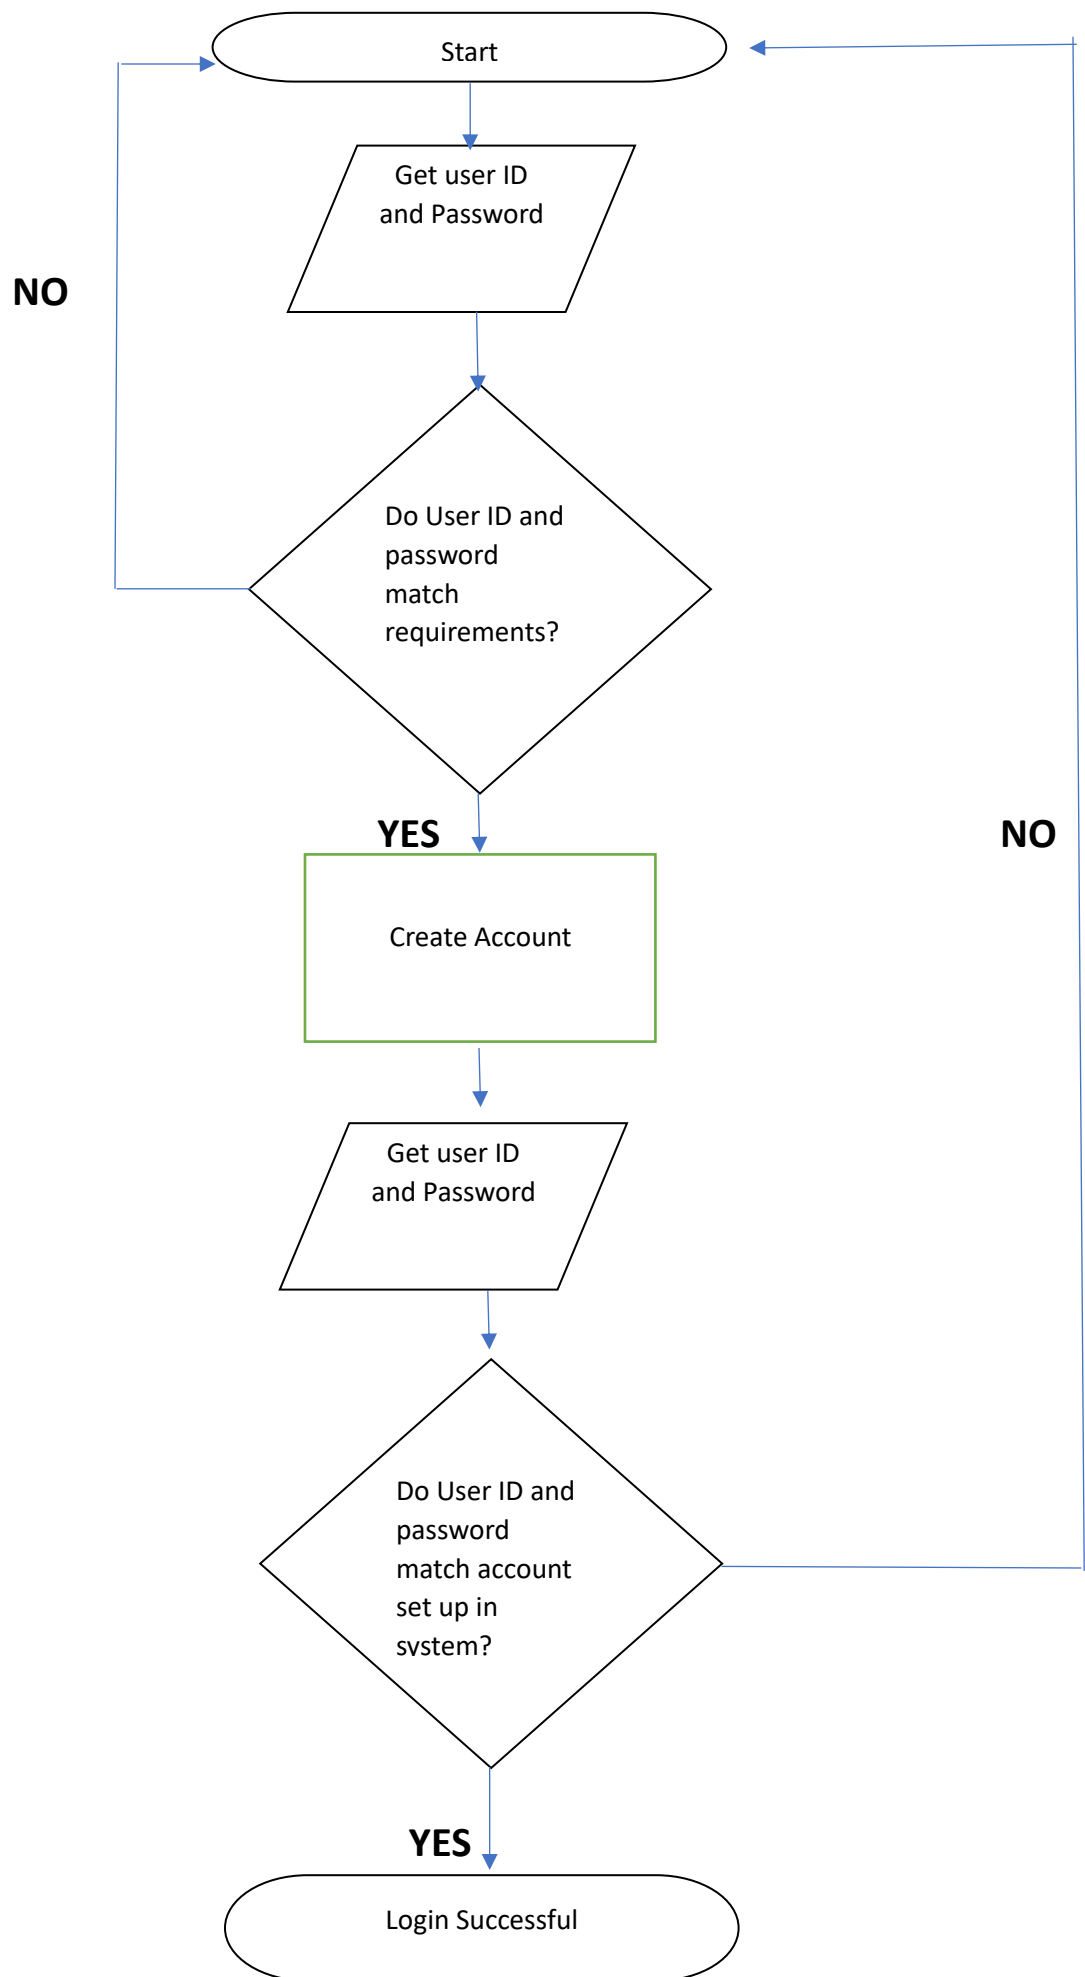 Start
Get user ID
and Password
NO
Do User ID and
password
match
requirements?
YES
NO
Create Account
Get user ID
and Password
Do User ID and
password
match account
set up in
system?
YES
Login Successful